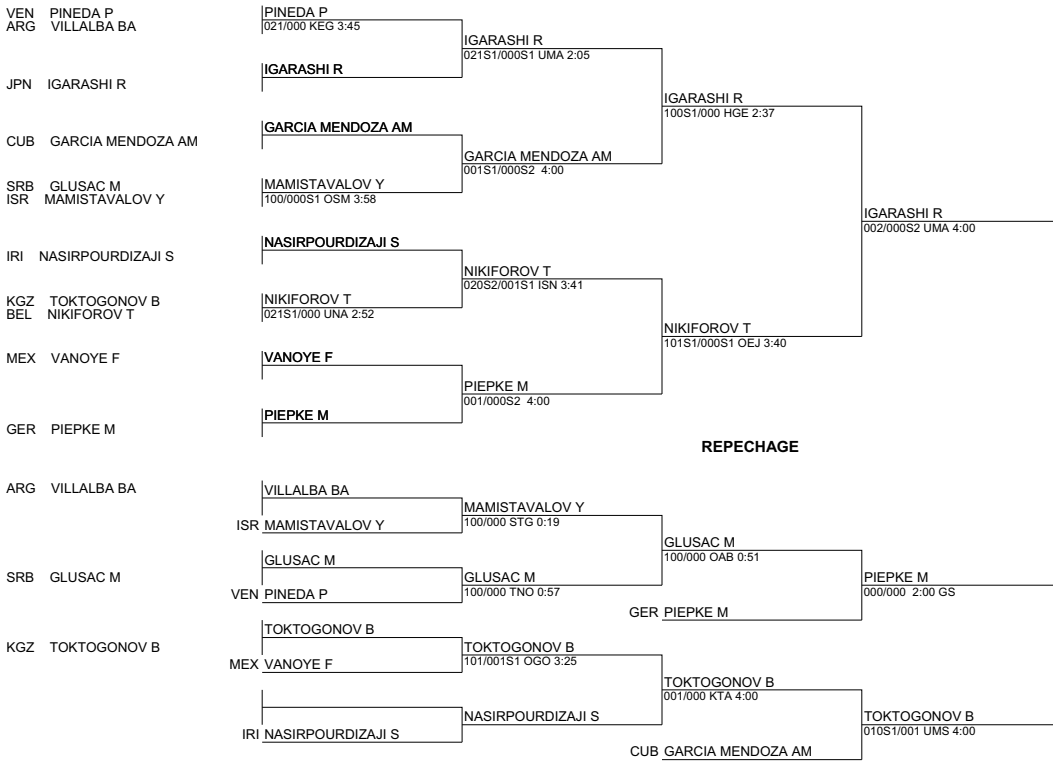 VEN PINEDA P
ARG VILLALBA BA
JPN IGARASHI R
CUB GARCIA MENDOZA AM
SRB GLUSAC M
ISR MAMISTAVALOV Y
IRI NASIRPOURDIZAJI S
KGZ TOKTOGONOV B
BEL NIKIFOROV T
MEX VANOYE F
GER PIEPKE M
PINEDA P
021/000 KEG 3:45
IGARASHI R
GARCIA MENDOZA AM
MAMISTAVALOV Y
100/000S1 OSM 3:58
NASIRPOURDIZAJI S
NIKIFOROV T
021S1/000 UNA 2:52
VANOYE F
PIEPKE M
IGARASHI R
021S1/000S1 UMA 2:05
GARCIA MENDOZA AM
001S1/000S2 4:00
NIKIFOROV T
020S2/001S1 ISN 3:41
PIEPKE M
001/000S2 4:00
IGARASHI R
100S1/000 HGE 2:37
NIKIFOROV T
101S1/000S1 OEJ 3:40
IGARASHI R
002/000S2 UMA 4:00
REPECHAGE
ARG VILLALBA BA
SRB GLUSAC M
KGZ TOKTOGONOV B
VILLALBA BA
ISR MAMISTAVALOV Y
GLUSAC M
VEN PINEDA P
TOKTOGONOV B
MEX VANOYE F
IRI NASIRPOURDIZAJI S
MAMISTAVALOV Y
100/000 STG 0:19
GLUSAC M
100/000 TNO 0:57
TOKTOGONOV B
101/001S1 OGO 3:25
NASIRPOURDIZAJI S
GLUSAC M
100/000 OAB 0:51
GER PIEPKE M
TOKTOGONOV B
001/000 KTA 4:00
CUB GARCIA MENDOZA AM
PIEPKE M
000/000 2:00 GS
TOKTOGONOV B
010S1/001 UMS 4:00